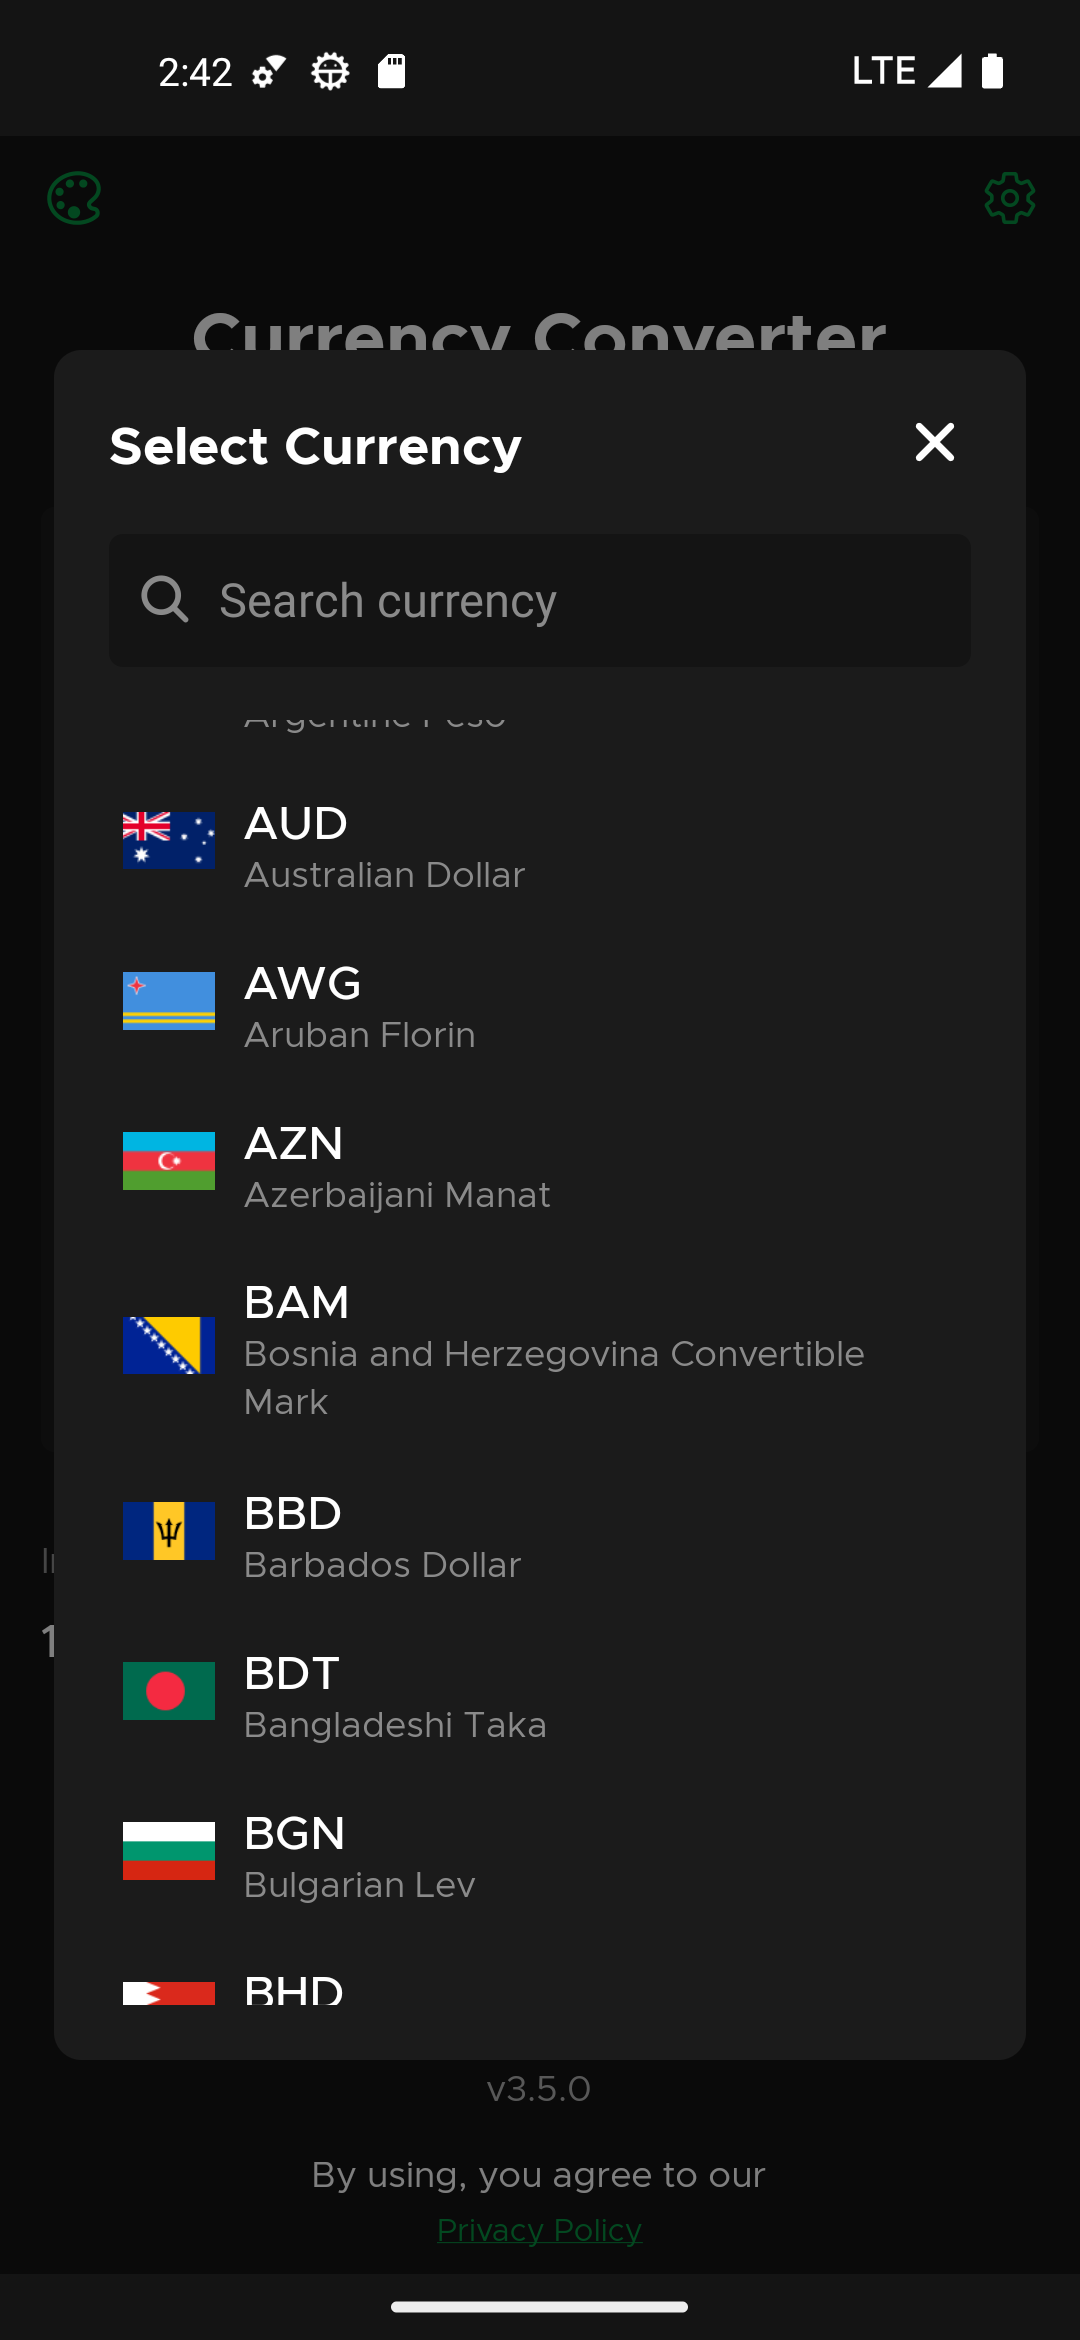 2:42
LTE
Currency Converter
Select Currency
Search currency
Argentine Peso
AUD
Australian Dollar
AWG
Aruban Florin
AZN
Azerbaijani Manat
BAM
Bosnia and Herzegovina Convertible
Mark
BBD
Barbados Dollar
BDT
Bangladeshi Taka
BGN
Bulgarian Lev
BHD
v3.5.0
By using, you agree to our
Privacy Policy